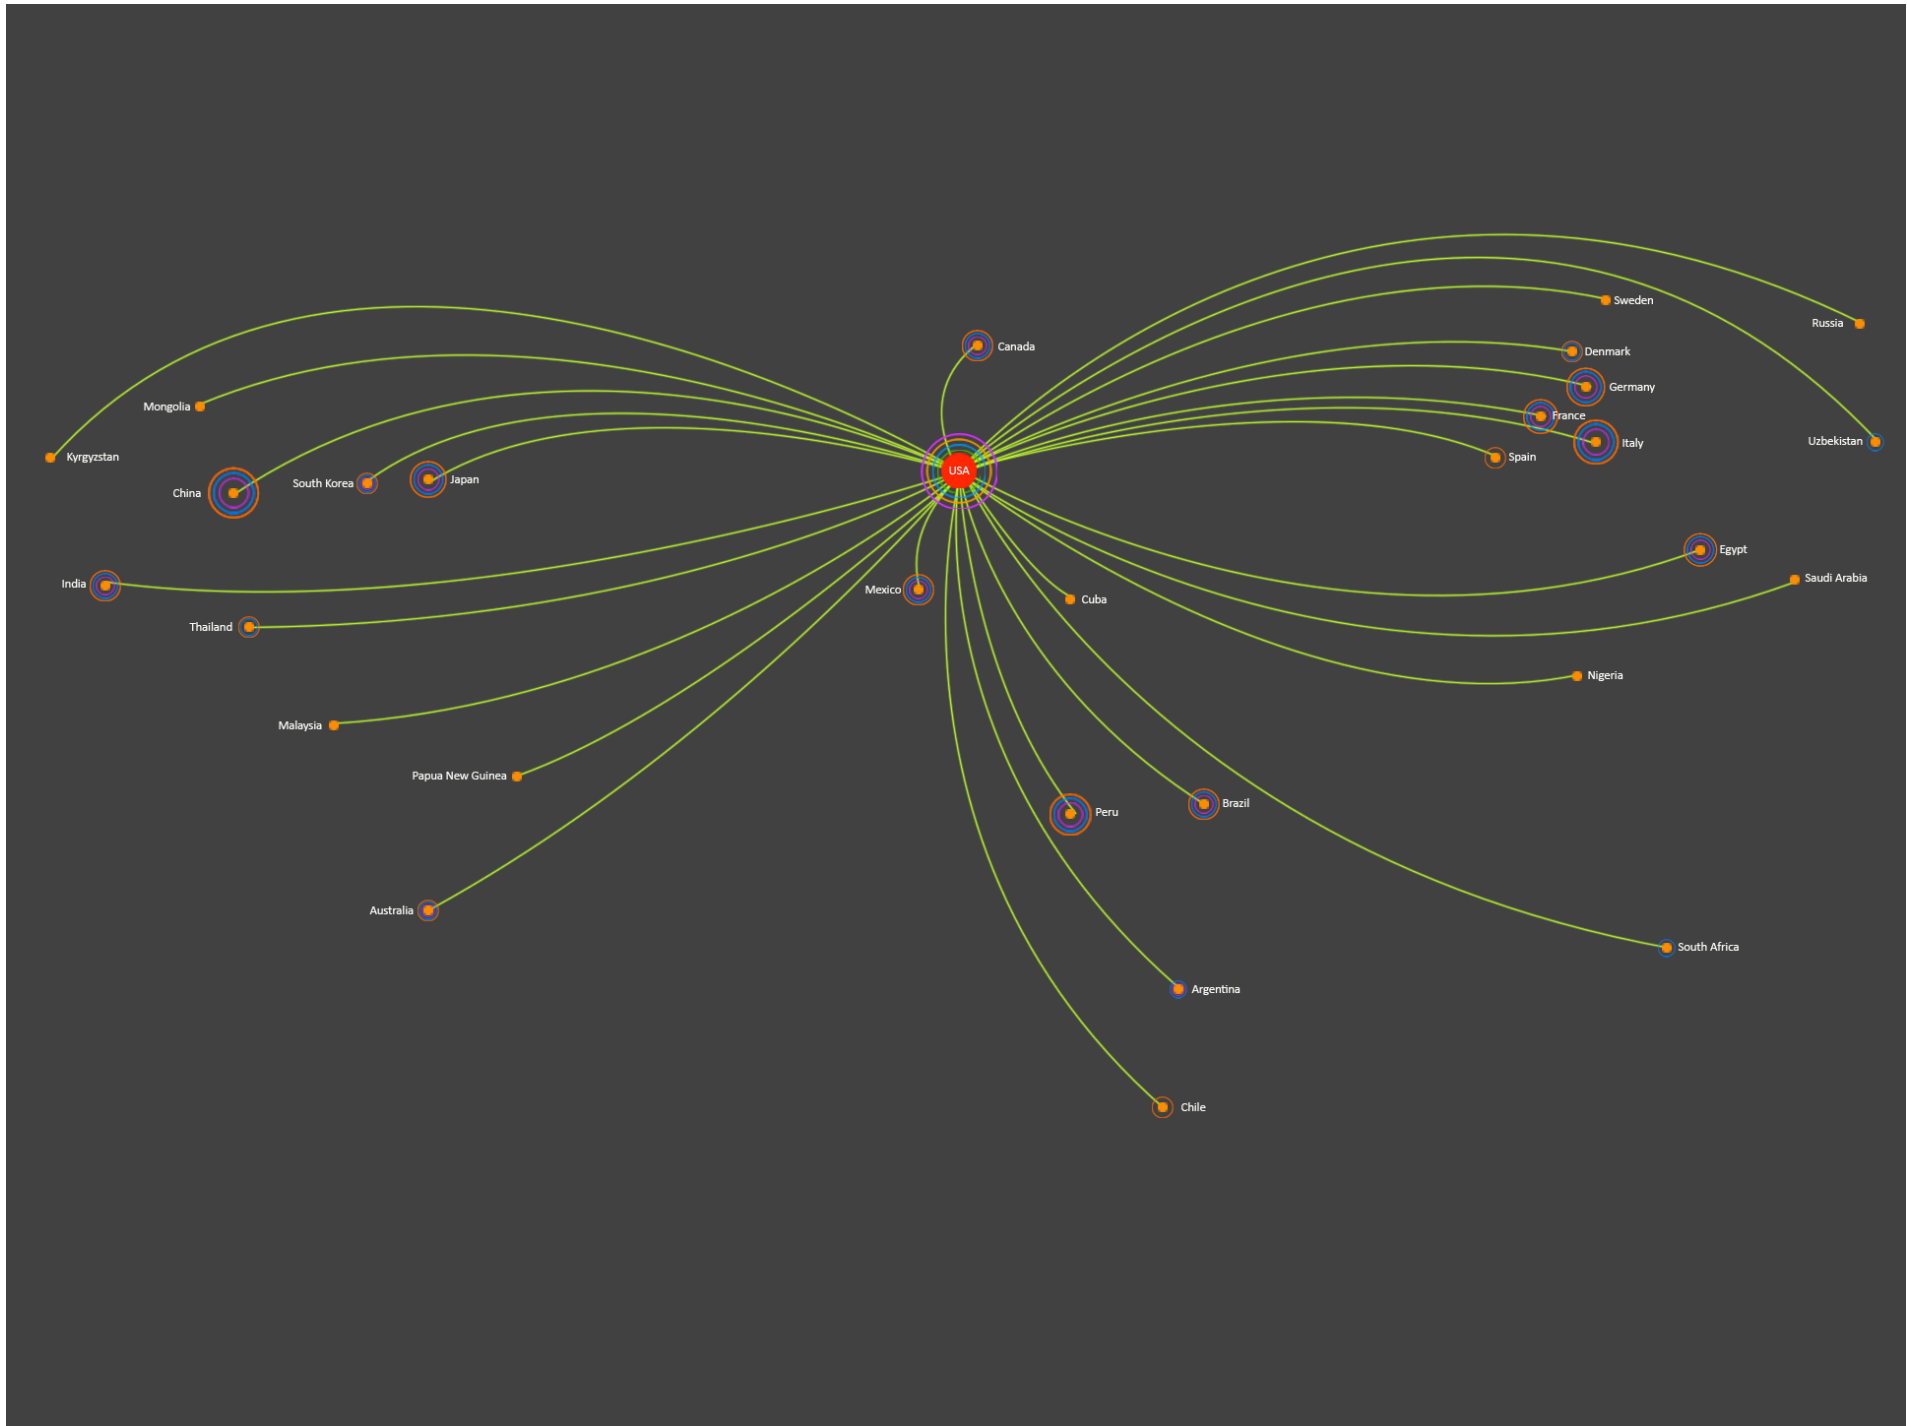 Sweden
Russia
Canada
Denmark
Germany
Mongolia
France
Uzbekistan
Italy
Kyrgyzstan
Spain
USA
China
South Korea
Japan
Egypt
Saudi Arabia
India
Mexico
Cuba
Thailand
Nigeria
Malaysia
Papua New Guinea
Brazil
Peru
Australia
South Africa
Argentina
Chile